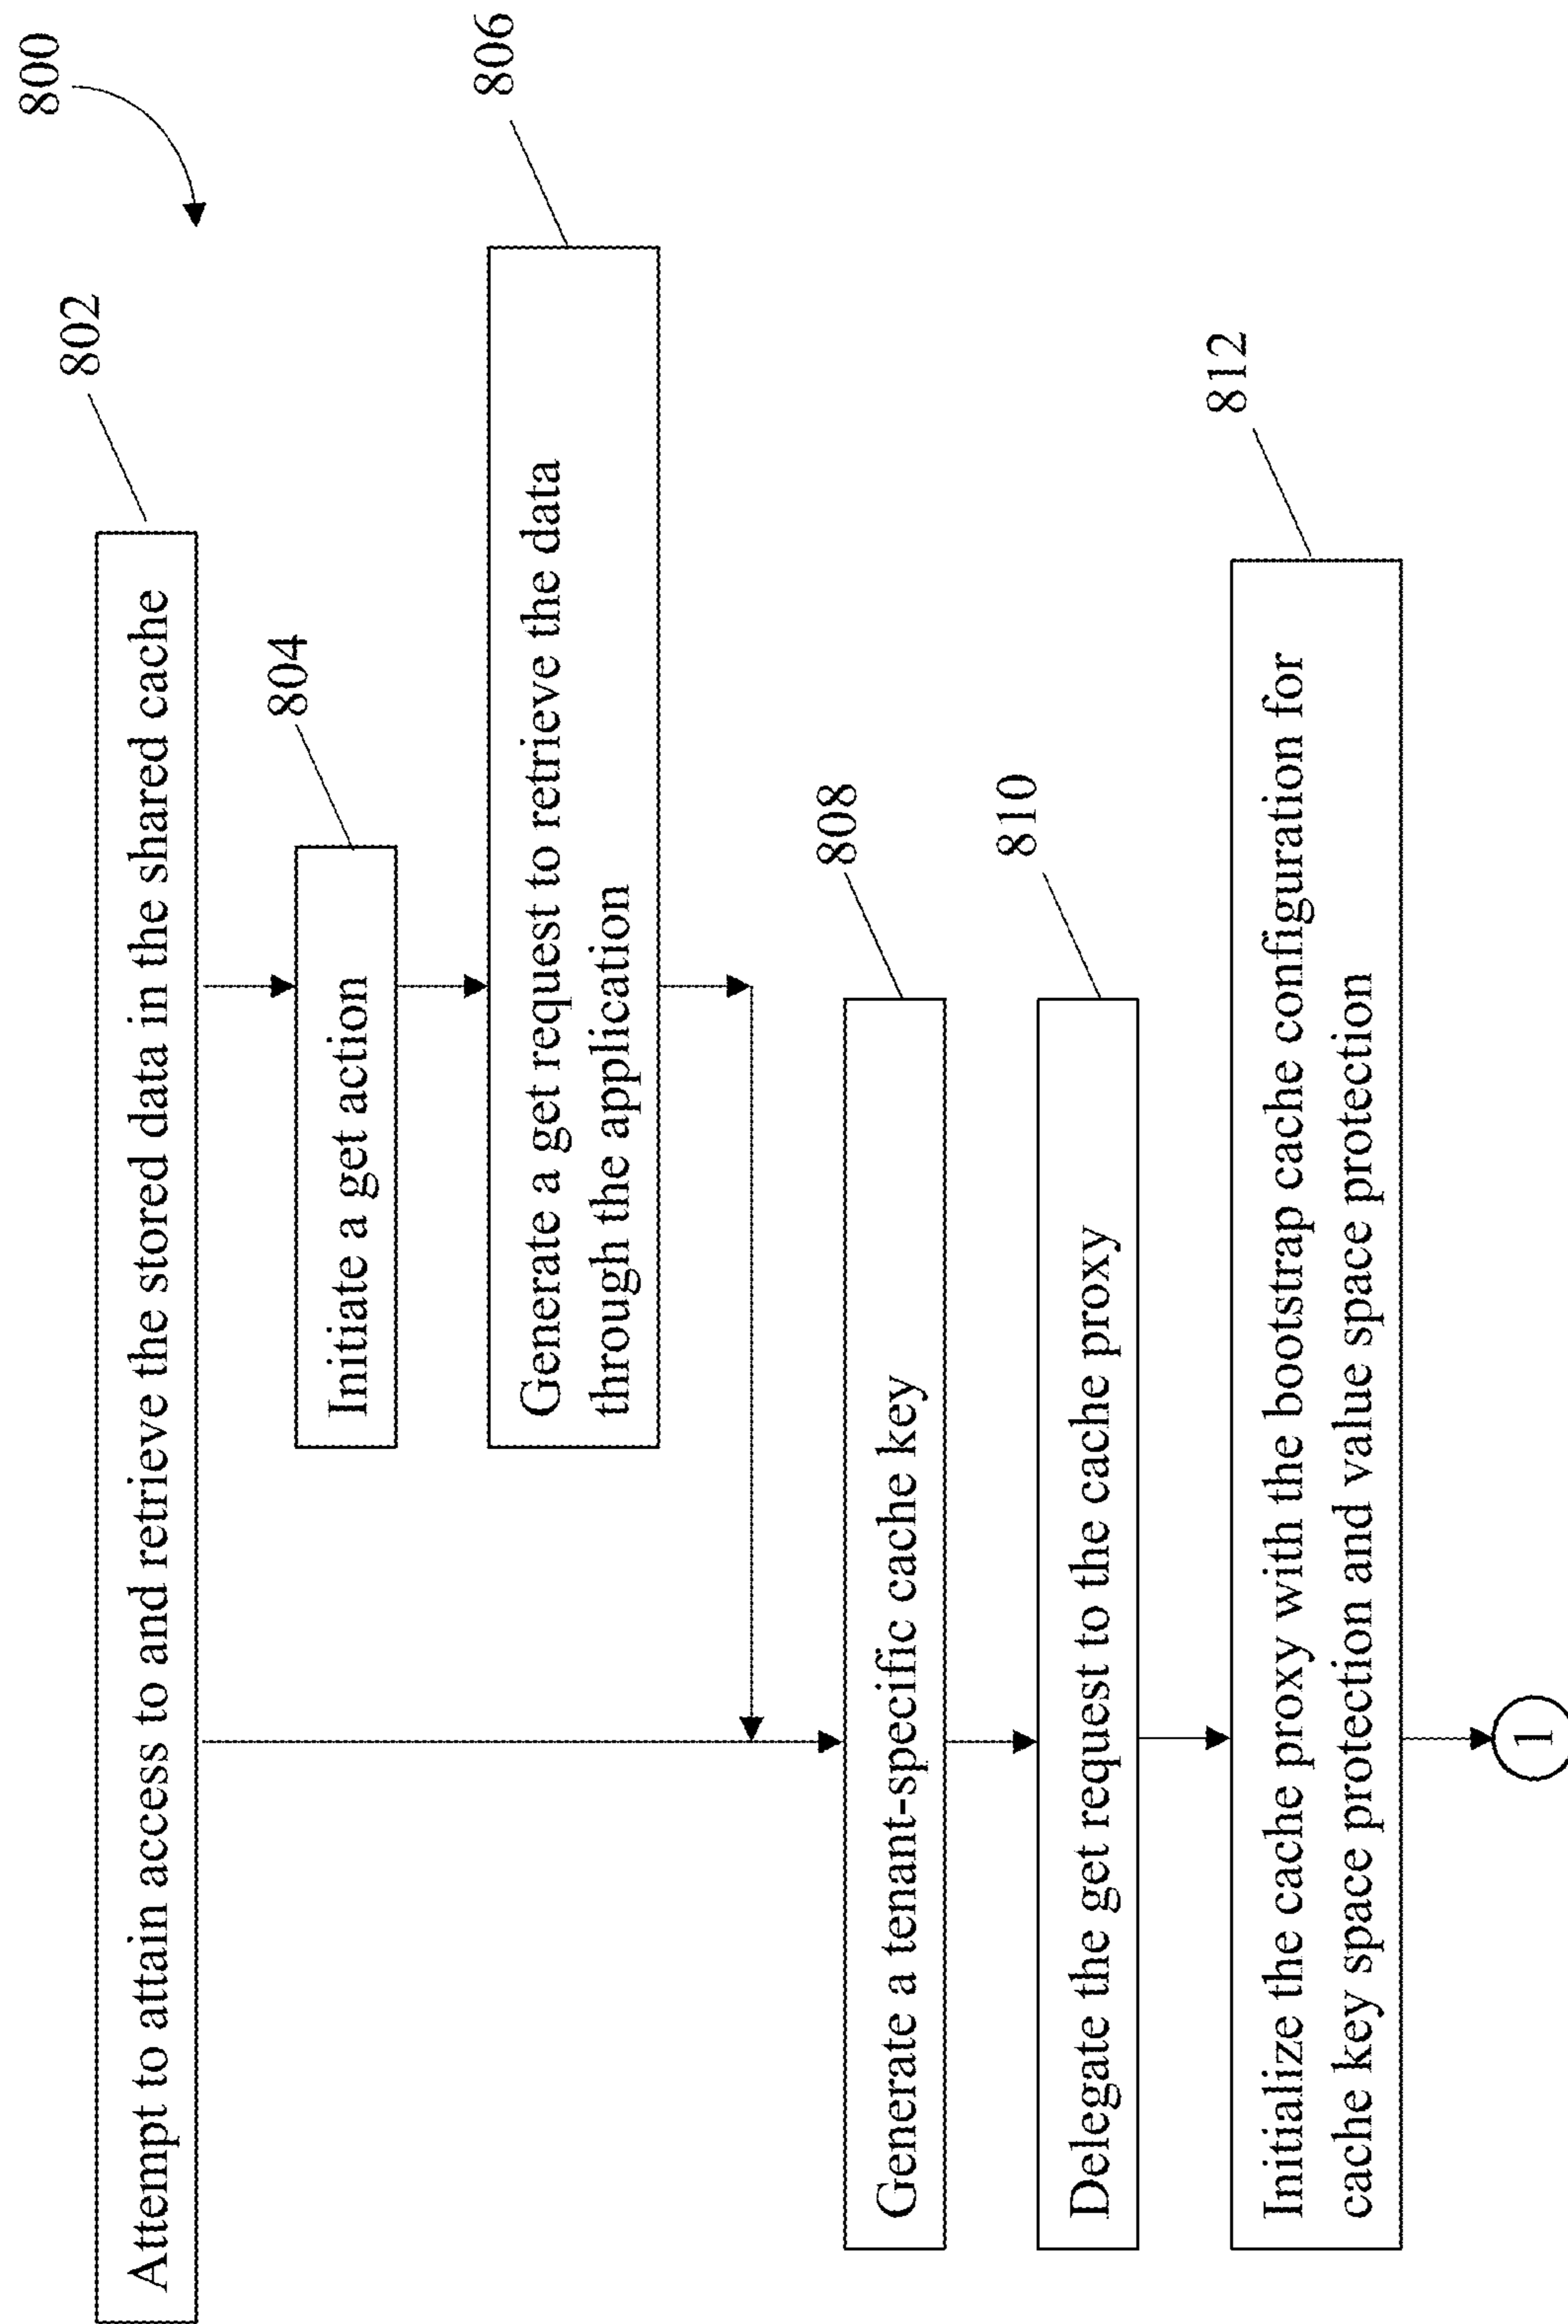 800
802
Attempt to attain access to and retrieve the stored data in the shared cache
804
Initiate a get action
806
Generate a get request to retrieve the data
through the application
808
Generate a tenant-specific cache key
810
Delegate the get request to the cache proxy
812
Initialize the cache proxy with the bootstrap cache configuration for
cache key space protection and value space protection
1